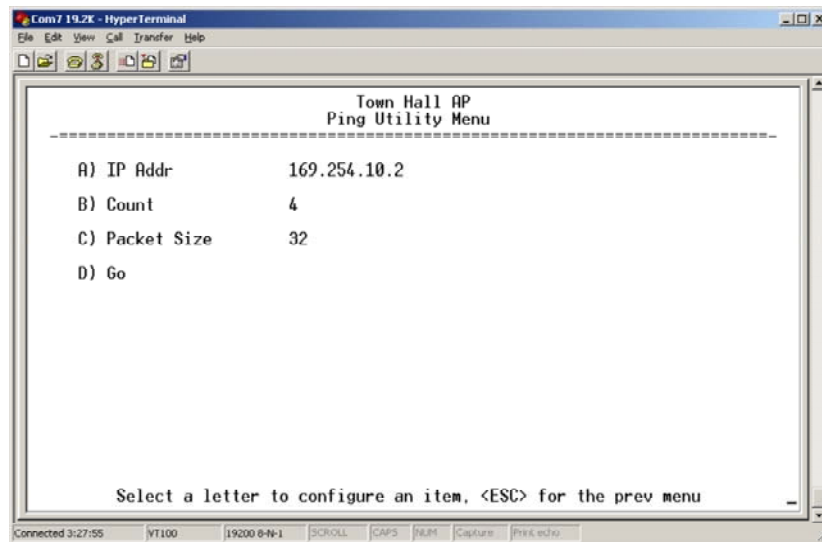 Com7 19.2K - HyperTerminal
File Edit View Call Transfer Help
Town Hall AP
Ping Utility Menu
-==========================================================================-
A) IP Addr 169.254.10.2
B) Count 4
C) Packet Size 32
D) Go
Select a letter to configure an item, <ESC> for the prev menu
Connected 3:27:55 VT100 19200 8-N-1 SCROLL CAPS NUM Capture Print echo